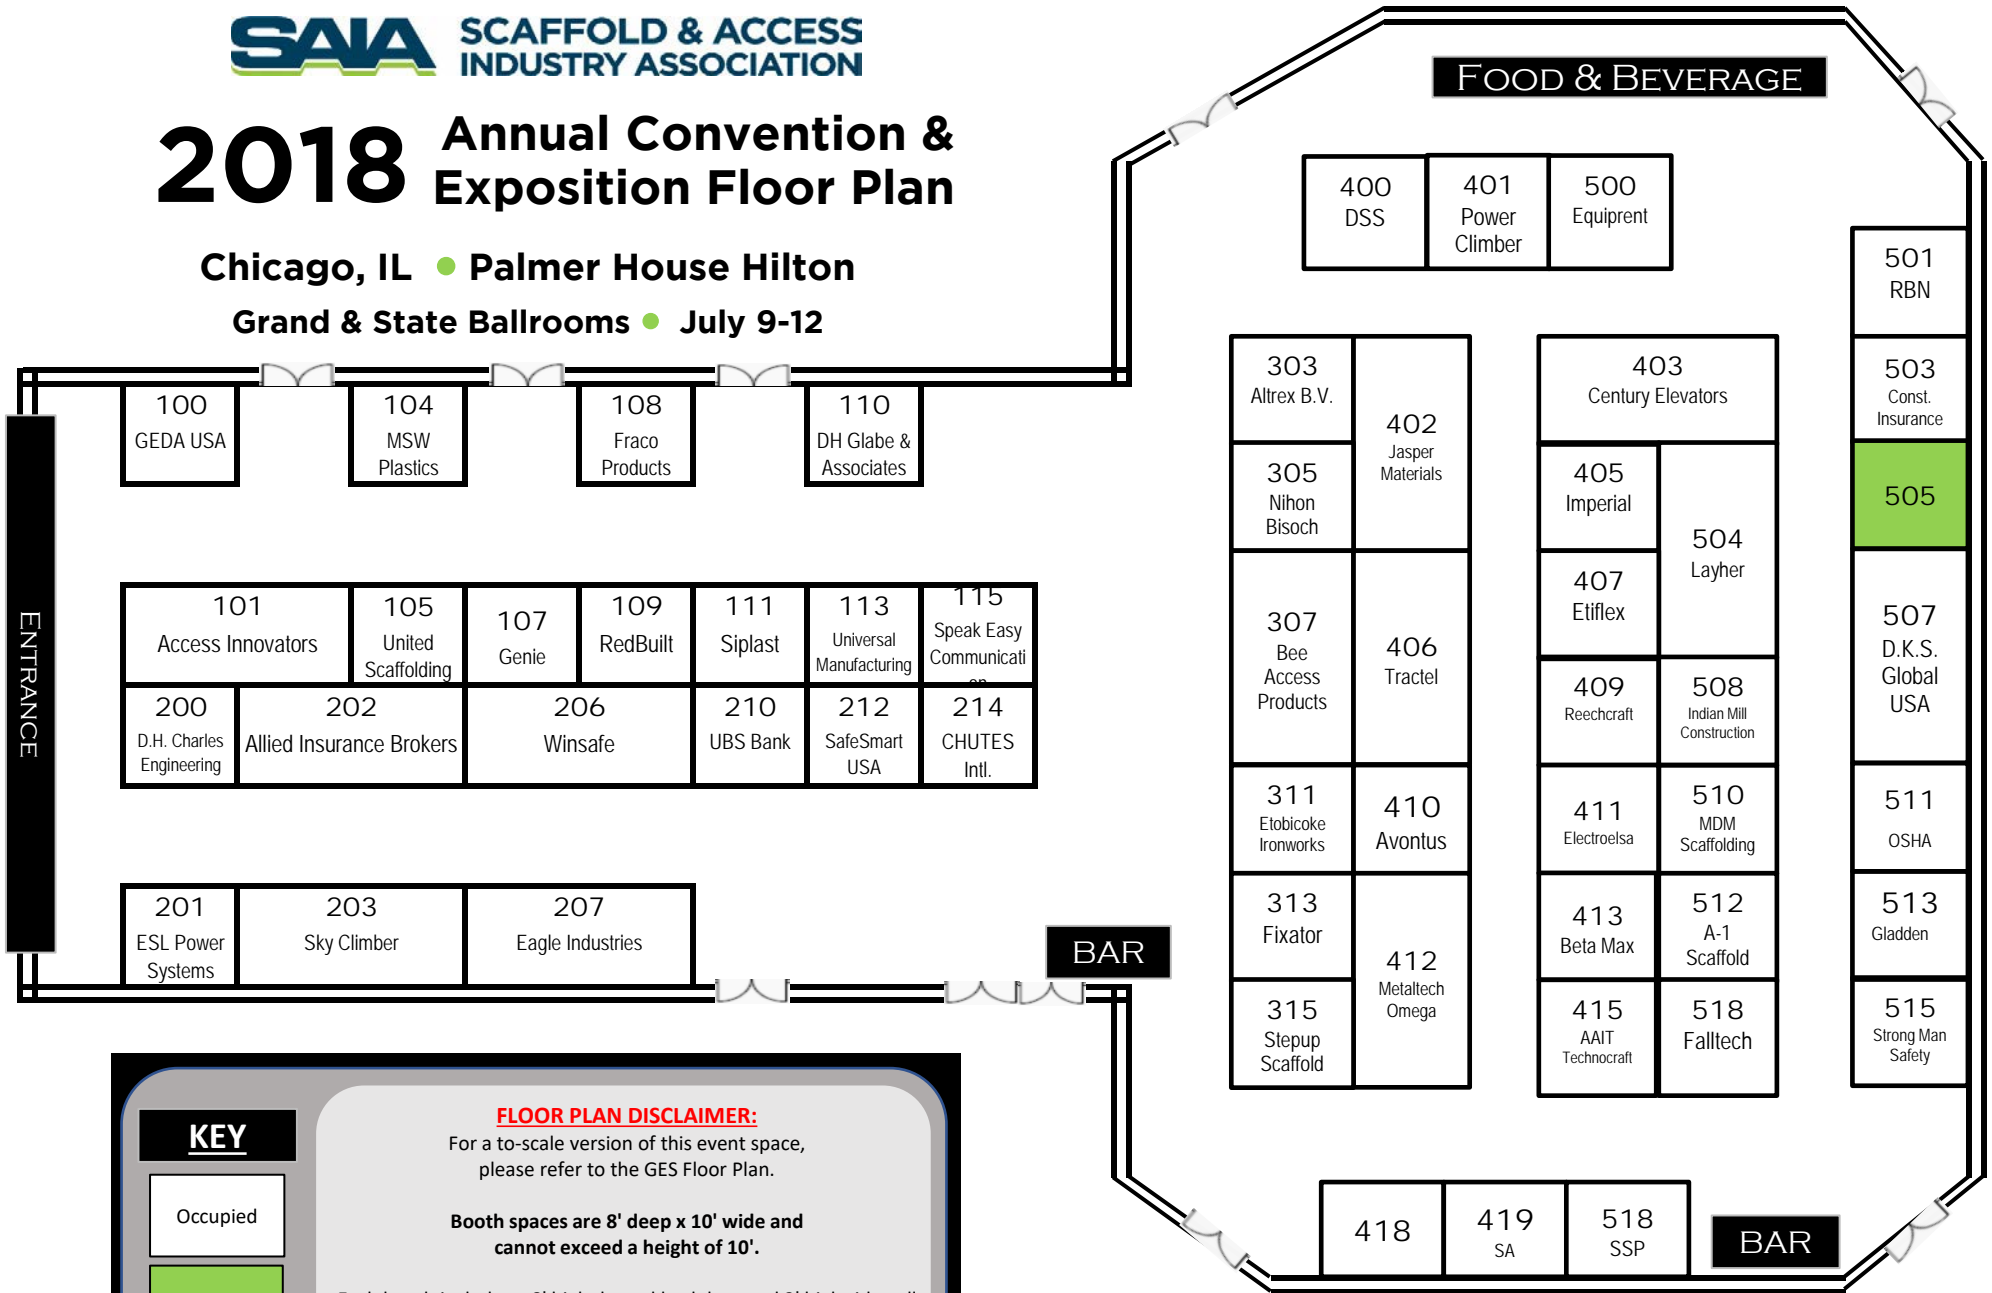 SAIA
SCAFFOLD & ACCESS
INDUSTRY ASSOCIATION
2018
Annual Convention &
Exposition Floor Plan
Chicago, IL • Palmer House Hilton
Grand & State Ballrooms • July 9-12
FOOD & BEVERAGE
400
DSS
401
Power
Climber
500
Equiprent
501
RBN
503
Const.
Insurance
505
507
D.K.S.
Global
USA
511
OSHA
513
Gladden
515
Strong Man
Safety
303
Altrex B.V.
305
Nihon
Bisoch
307
Bee
Access
Products
311
Etobicoke
Ironworks
313
Fixator
315
Stepup
Scaffold
402
Jasper
Materials
406
Tractel
410
Avontus
412
Metaltech
Omega
403
Century Elevators
405
Imperial
407
Etiflex
409
Reechcraft
411
Electroelsa
413
Beta Max
415
AAIT
Technocraft
504
Layher
508
Indian Mill
Construction
510
MDM
Scaffolding
512
A-1
Scaffold
518
Falltech
418
419
SA
518
SSP
BAR
BAR
ENTRANCE
100
GEDA USA
104
MSW
Plastics
108
Fraco
Products
110
DH Glabe &
Associates
101
Access Innovators
105
United
Scaffolding
107
Genie
109
RedBuilt
111
Siplast
113
Universal
Manufacturing
115
Speak Easy
Communicati
on
200
D.H. Charles
Engineering
202
Allied Insurance Brokers
206
Winsafe
210
UBS Bank
212
SafeSmart
USA
214
CHUTES
Intl.
201
ESL Power
Systems
203
Sky Climber
207
Eagle Industries
KEY
Occupied
FLOOR PLAN DISCLAIMER:
For a to-scale version of this event space,
please refer to the GES Floor Plan.
Booth spaces are 8' deep x 10' wide and
cannot exceed a height of 10'.